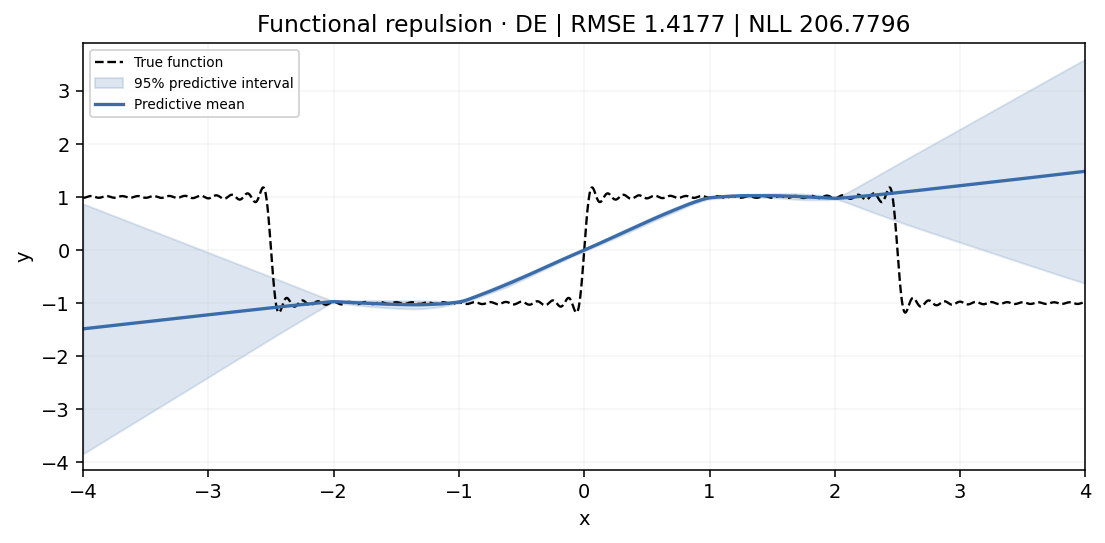 Functional repulsion · DE | RMSE 1.4177 | NLL 206.7796
True function
95% predictive interval
Predictive mean
3
2
1
0
−1
−2
−3
−4
y
−4 −3 −2 −1 0 1 2 3 4
x